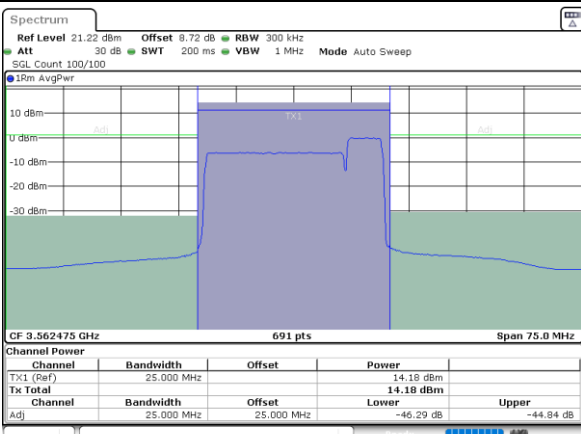 Spectrum
Ref Level 21.22 dBm Offset 8.72 dB RBW 300 kHz
Att 30 dB SWT 200 ms VBW 1 MHz Mode Auto Sweep
SGL Count 100/100
1Rm AvgPwr
10 dBm
TX1
Adj
Adj
0 dBm
-10 dBm
-20 dBm
-30 dBm
CF 3.562475 GHz 691 pts Span 75.0 MHz
Channel Power
Channel Bandwidth Offset Power
TX1 (Ref) 25.000 MHz 14.18 dBm
Tx Total 14.18 dBm
Channel Bandwidth Offset Lower Upper
Adj 25.000 MHz 25.000 MHz -46.29 dB -44.84 dB